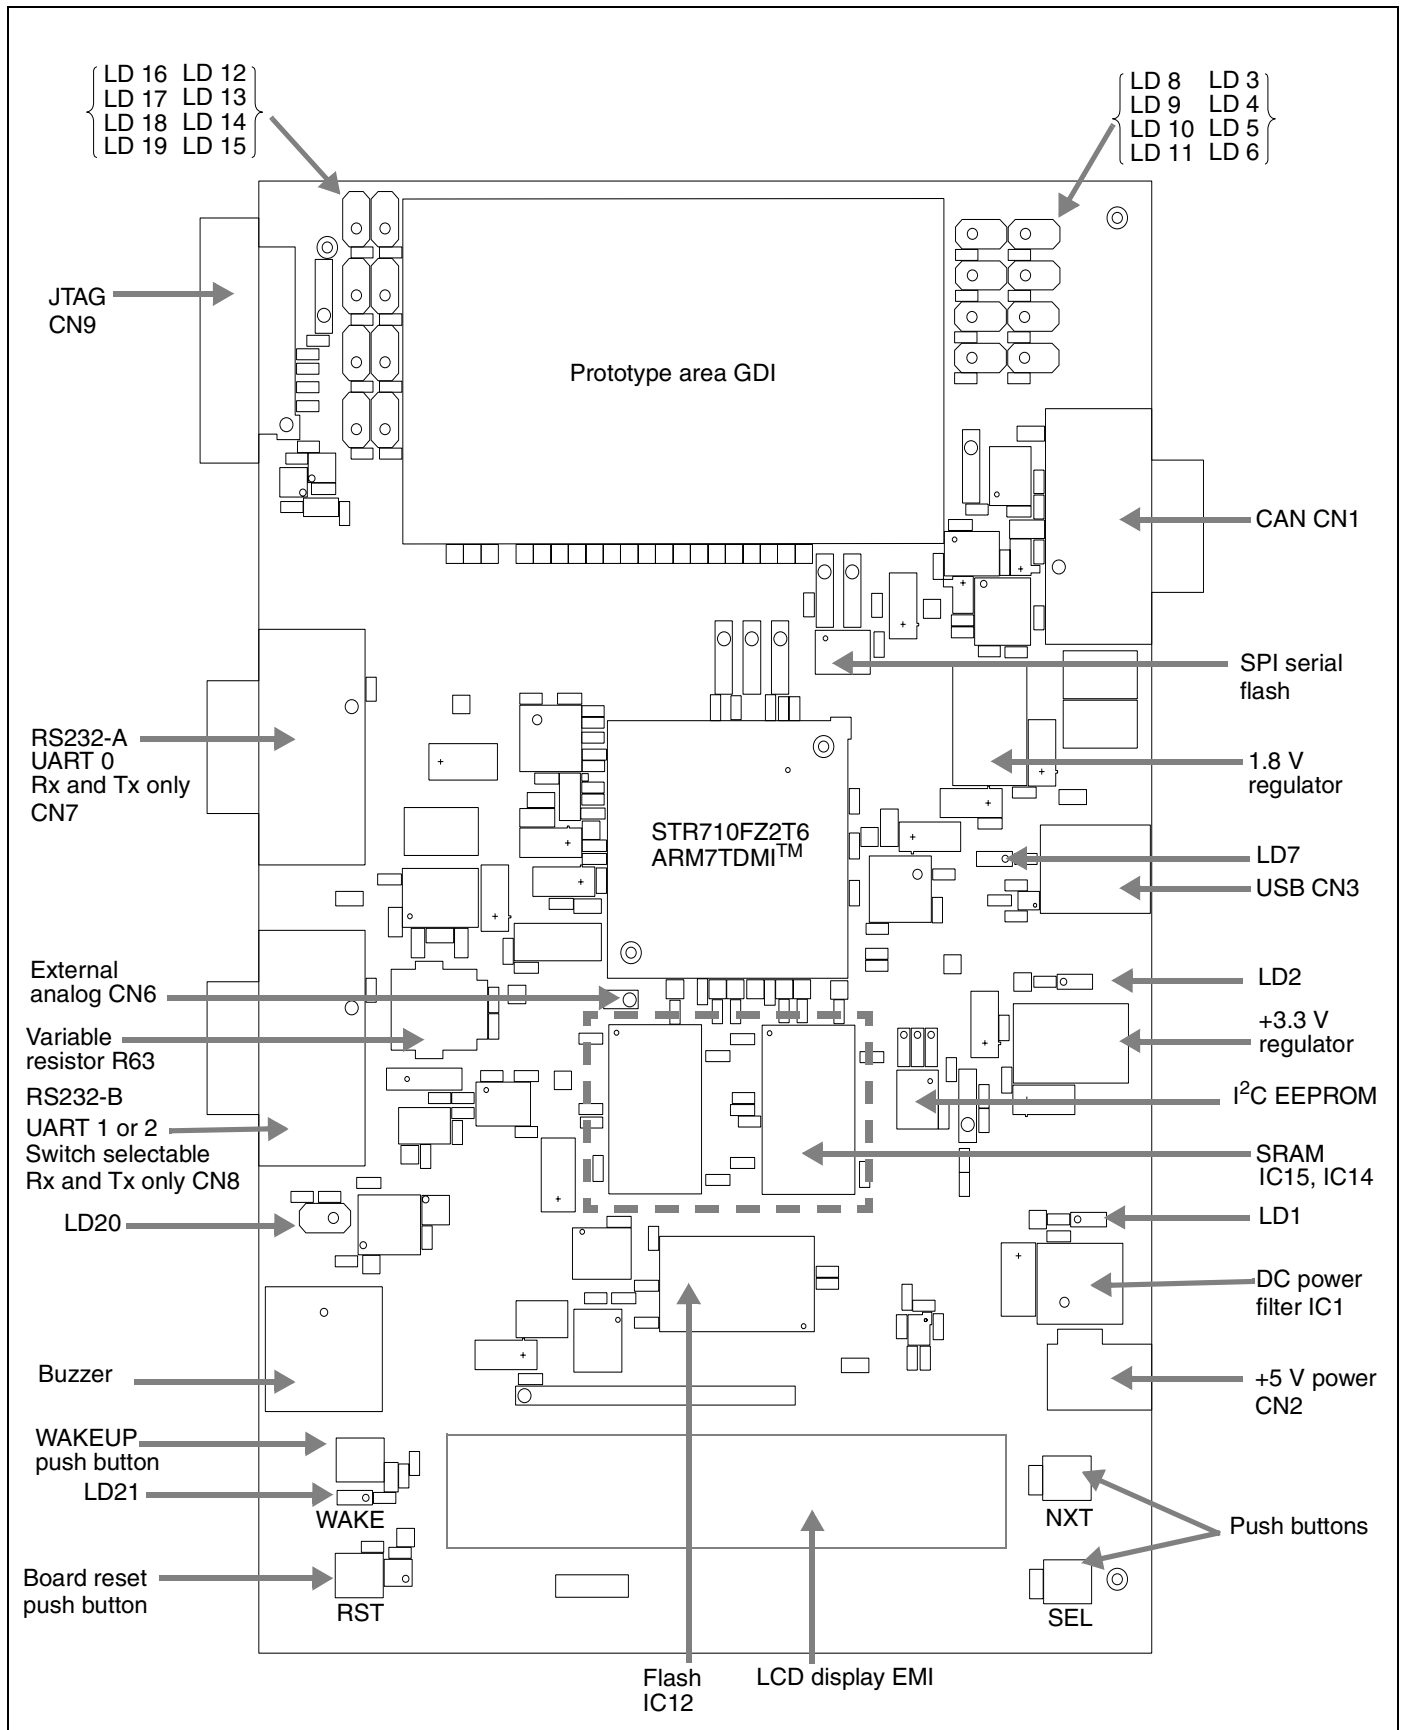 LD 16 LD 12
LD 17 LD 13
LD 18 LD 14
LD 19 LD 15
LD 8 LD 3
LD 9 LD 4
LD 10 LD 5
LD 11 LD 6
JTAG
CN9
Prototype area GDI
CAN CN1
SPI serial
flash
RS232-A
UART 0
Rx and Tx only
CN7
1.8 V
regulator
STR710FZ2T6
ARM7TDMI™
LD7
USB CN3
External
analog CN6
LD2
Variable
resistor R63
+3.3 V
regulator
RS232-B
UART 1 or 2
Switch selectable
Rx and Tx only CN8
I²C EEPROM
SRAM
IC15, IC14
LD20
LD1
DC power
filter IC1
Buzzer
+5 V power
CN2
WAKEUP
push button
LD21
WAKE
NXT
Push buttons
Board reset
push button
RST
SEL
Flash
IC12
LCD display EMI